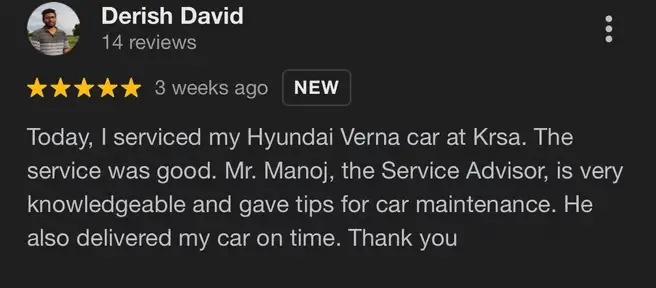 Derish David
14 reviews
3 weeks ago NEW
Today, I serviced my Hyundai Verna car at Krsa. The
service was good. Mr. Manoj, the Service Advisor, is very
knowledgeable and gave tips for car maintenance. He
also delivered my car on time. Thank you